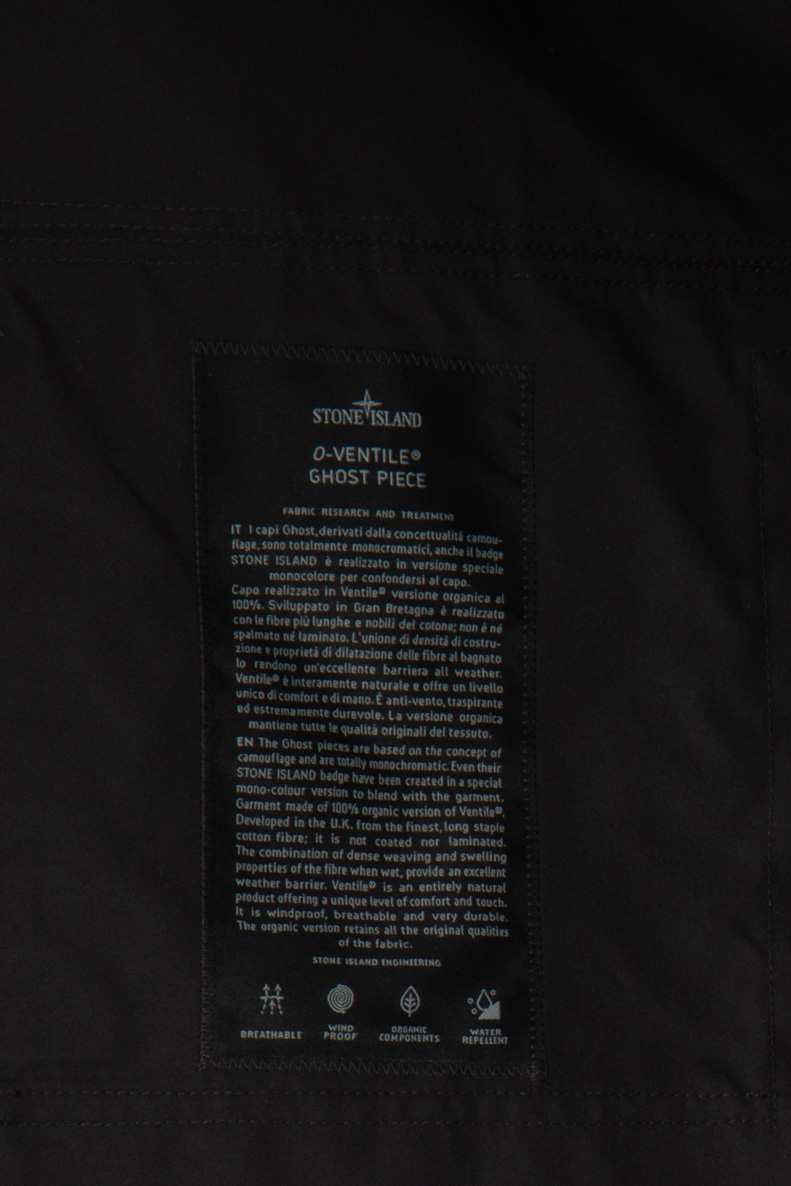 STONE ISLAND
O-VENTILE®
GHOST PIECE
FABRIC RESEARCH AND TREATMENT
IT I capi Ghost, derivati dalla concettualità camou-
flage, sono totalmente monocromatici, anche il badge
STONE ISLAND è realizzato in versione speciale
monocolore per confondersi al capo.
Capo realizzato in Ventile® versione organica al
100%. Sviluppato in Gran Bretagna è realizzato
con le fibre più lunghe e nobili del cotone; non è né
spalmato né laminato. L'unione di densità di costru-
zione e proprietà di dilatazione delle fibre al bagnato
lo rendono un'eccellente barriera all weather.
Ventile® è interamente naturale e offre un livello
unico di comfort e di mano. È anti-vento, traspirante
ed estremamente durevole. La versione organica
mantiene tutte le qualità originali del tessuto.
EN The Ghost pieces are based on the concept of
camouflage and are totally monochromatic. Even their
STONE ISLAND badge have been created in a special
mono-colour version to blend with the garment.
Garment made of 100% organic version of Ventile®.
Developed in the U.K. from the finest, long staple
cotton fibre; it is not coated nor laminated.
The combination of dense weaving and swelling
properties of the fibre when wet, provide an excellent
weather barrier. Ventile® is an entirely natural
product offering a unique level of comfort and touch.
It is windproof, breathable and very durable.
The organic version retains all the original qualities
of the fabric.
STONE ISLAND ENGINEERING
BREATHABLE
WIND
PROOF
ORGANIC
COMPONENTS
WATER
REPELLENT